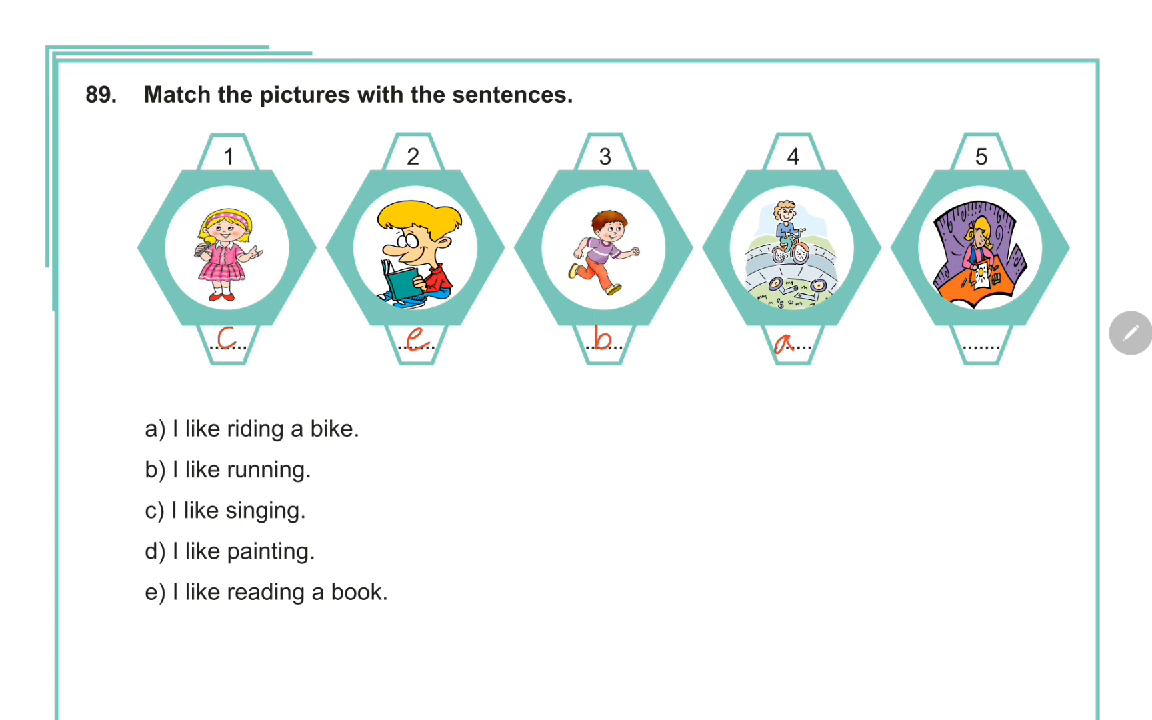 89. Match the pictures with the sentences.
1 2 3 4 5
c e b a .......
a) I like riding a bike.
b) I like running.
c) I like singing.
d) I like painting.
e) I like reading a book.